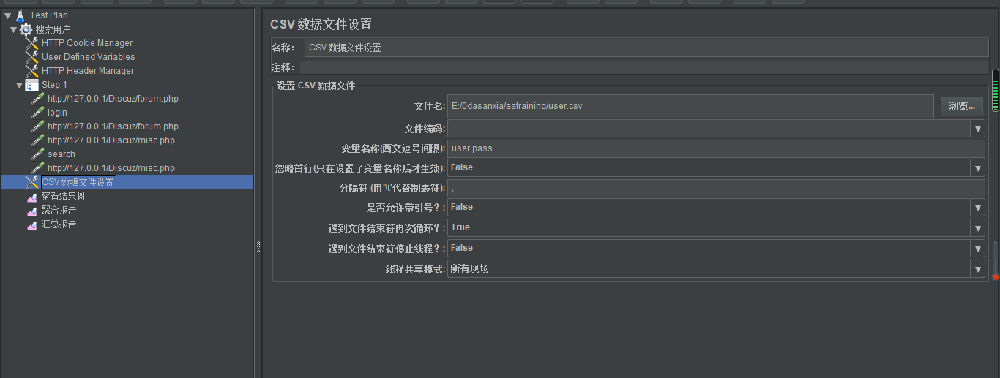 Test Plan
搜索用户
HTTP Cookie Manager
User Defined Variables
HTTP Header Manager
Step 1
http://127.0.0.1/Discuz/forum.php
login
http://127.0.0.1/Discuz/forum.php
http://127.0.0.1/Discuz/misc.php
search
http://127.0.0.1/Discuz/misc.php
CSV 数据文件设置
察看结果树
聚合报告
汇总报告
CSV 数据文件设置
名称: CSV 数据文件设置
注释:
设置 CSV 数据文件
文件名: E:/0dasanxia/aatraining/user.csv 浏览...
文件编码:
变量名称(西文逗号间隔): user,pass
忽略首行(只在设置了变量名称后才生效): False
分隔符 (用'\t'代替制表符): ,
是否允许带引号?: False
遇到文件结束符再次循环?: True
遇到文件结束符停止线程?: False
线程共享模式: 所有现场